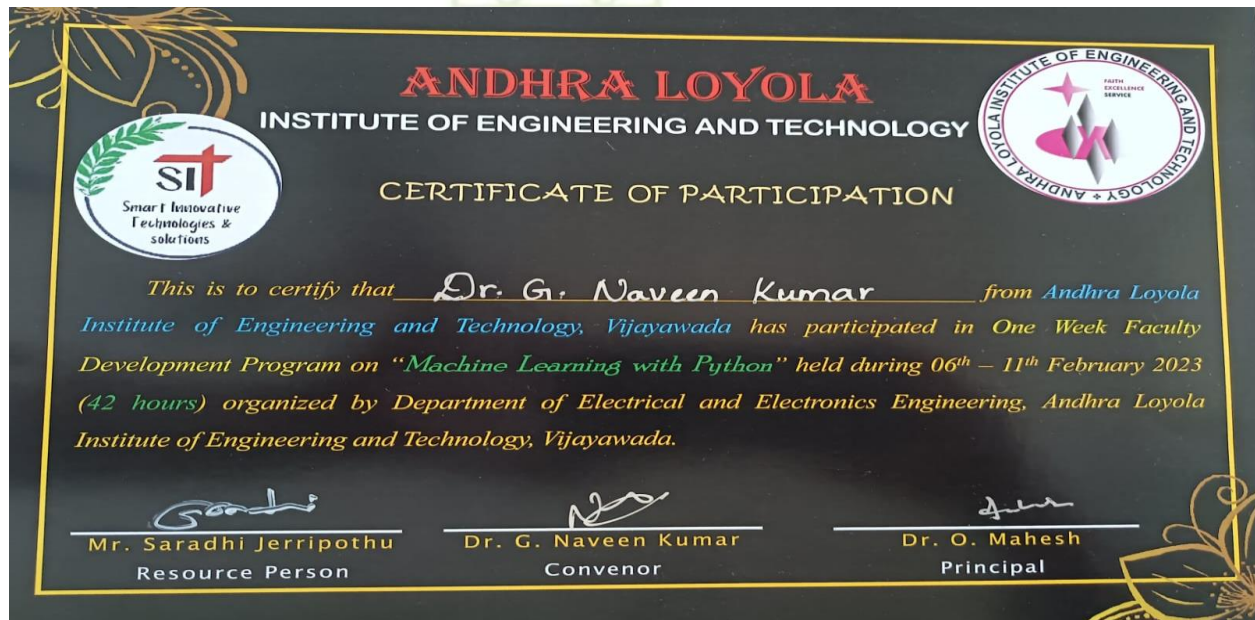 ANDHRA LOYOLA
INSTITUTE OF ENGINEERING AND TECHNOLOGY
ANDHRA LOYOLA INSTITUTE OF ENGINEERING AND TECHNOLOGY
FAITH
EXCELLENCE
SERVICE
SIT
Smart Innovative
Technologies &
solutions
CERTIFICATE OF PARTICIPATION
This is to certify that Dr. G. Naveen Kumar from Andhra Loyola
Institute of Engineering and Technology, Vijayawada has participated in One Week Faculty
Development Program on “Machine Learning with Python” held during 06th – 11th February 2023
(42 hours) organized by Department of Electrical and Electronics Engineering, Andhra Loyola
Institute of Engineering and Technology, Vijayawada.
Mr. Saradhi Jerripothu
Resource Person
Dr. G. Naveen Kumar
Convenor
Dr. O. Mahesh
Principal